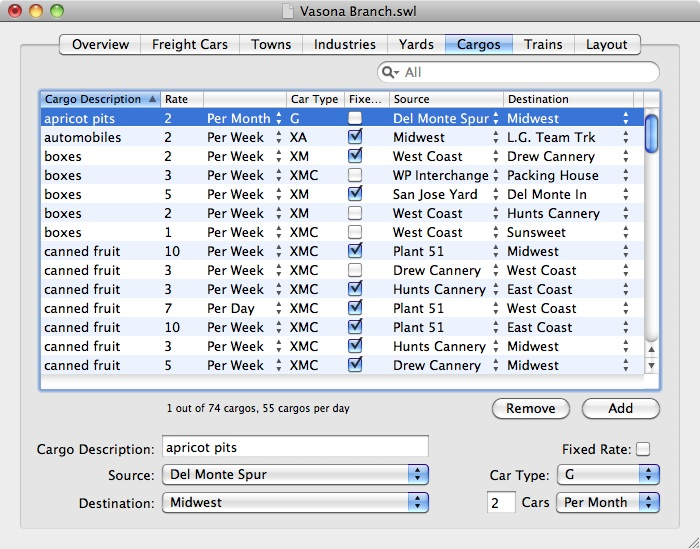 Vasona Branch.swl
Overview Freight Cars Towns Industries Yards Cargos Trains Layout
All
Cargo Description Rate Car Type Fixe... Source Destination
apricot pits 2 Per Month G Del Monte Spur Midwest
automobiles 2 Per Week XA Midwest L.G. Team Trk
boxes 2 Per Week XM West Coast Drew Cannery
boxes 3 Per Week XMC WP Interchange Packing House
boxes 5 Per Week XM San Jose Yard Del Monte In
boxes 2 Per Week XM West Coast Hunts Cannery
boxes 1 Per Week XMC West Coast Sunsweet
canned fruit 10 Per Week XMC Plant 51 Midwest
canned fruit 3 Per Week XMC Drew Cannery West Coast
canned fruit 3 Per Week XMC Hunts Cannery East Coast
canned fruit 7 Per Day XMC Plant 51 West Coast
canned fruit 10 Per Week XMC Plant 51 East Coast
canned fruit 3 Per Week XMC Hunts Cannery Midwest
canned fruit 5 Per Week XMC Drew Cannery Midwest
1 out of 74 cargos, 55 cargos per day
Remove Add
Cargo Description: apricot pits Fixed Rate:
Source: Del Monte Spur Car Type: G
Destination: Midwest 2 Cars Per Month